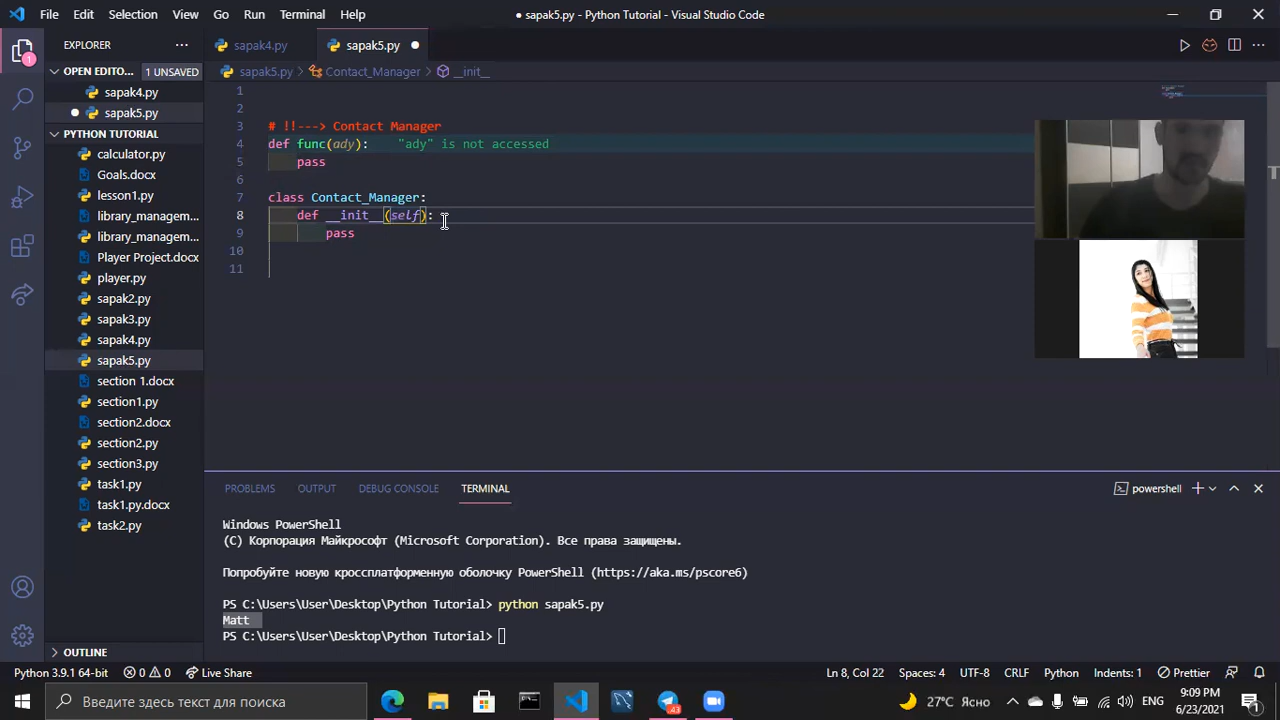 File Edit Selection View Go Run Terminal Help
● sapak5.py - Python Tutorial - Visual Studio Code
EXPLORER
sapak4.py
sapak5.py
OPEN EDITO... 1 UNSAVED
sapak5.py > Contact_Manager > __init__
sapak4.py
sapak5.py
PYTHON TUTORIAL
calculator.py
Goals.docx
lesson1.py
library_managem...
library_managem...
Player Project.docx
player.py
sapak2.py
sapak3.py
sapak4.py
sapak5.py
section 1.docx
section1.py
section2.docx
section2.py
section3.py
task1.py
task1.py.docx
task2.py
OUTLINE
1
2
3 # !!---> Contact Manager
4 def func(ady): "ady" is not accessed
5 pass
6
7 class Contact_Manager:
8 def __init__(self):
9 pass
10
11
PROBLEMS OUTPUT DEBUG CONSOLE TERMINAL
powershell
Windows PowerShell
(C) Корпорация Майкрософт (Microsoft Corporation). Все права защищены.
Попробуйте новую кроссплатформенную оболочку PowerShell (https://aka.ms/pscore6)
PS C:\Users\User\Desktop\Python Tutorial> python sapak5.py
Matt
PS C:\Users\User\Desktop\Python Tutorial>
Python 3.9.1 64-bit 0 0 Live Share
Ln 8, Col 22 Spaces: 4 UTF-8 CRLF Python Indents: 1 Prettier
Введите здесь текст для поиска
27°C Ясно
ENG
9:09 PM
6/23/2021